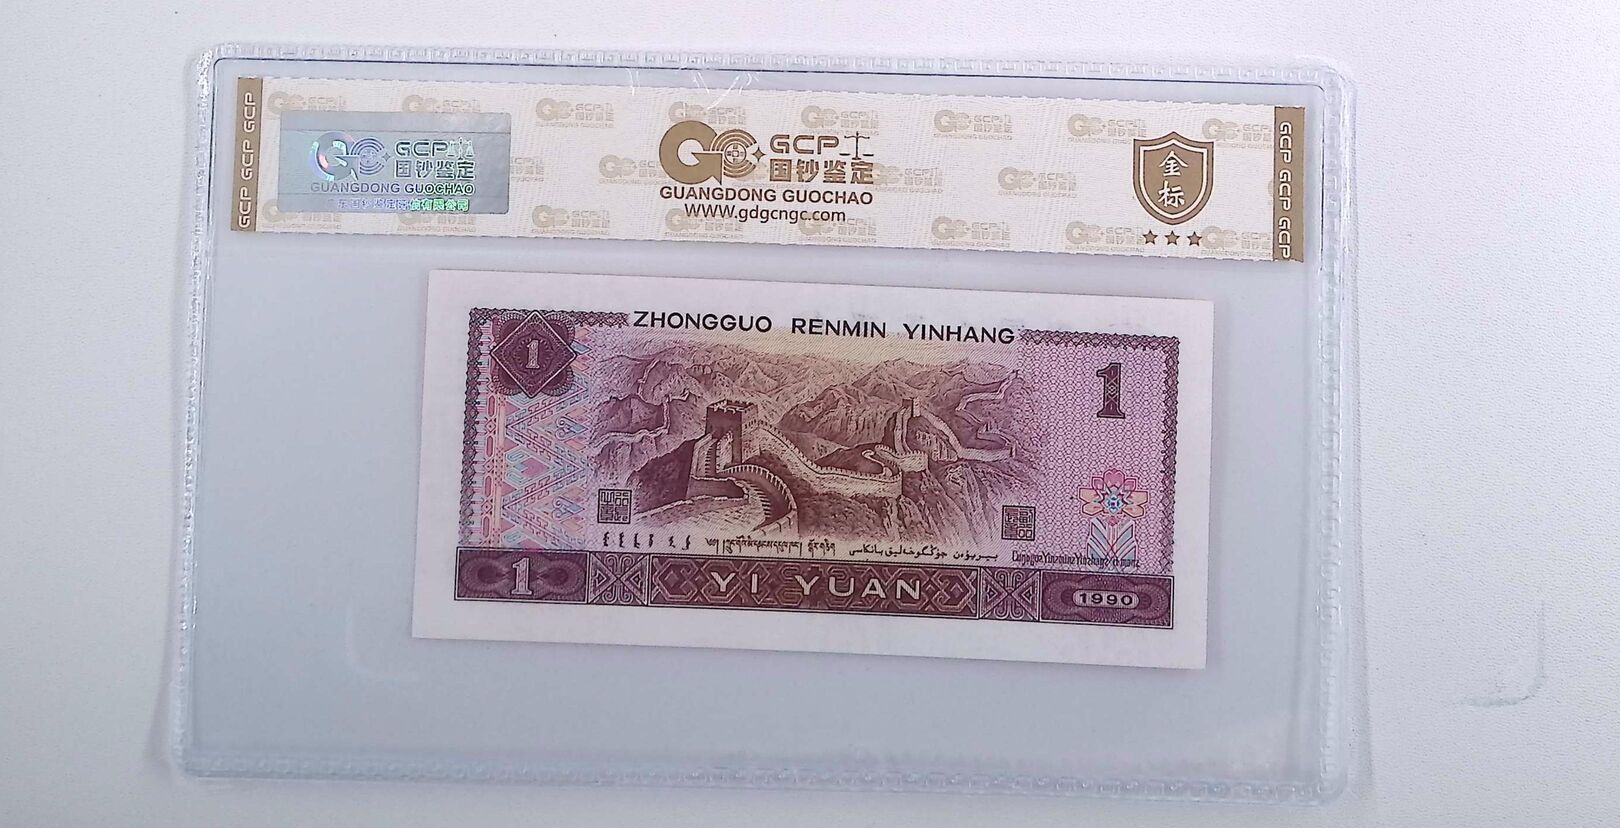 GCP GCP GCP
GCP
国钞鉴定
GUANGDONG GUOCHAO
GCP
国钞鉴定
GUANGDONG GUOCHAO
WWW.gdgcngc.com
金标
GCP GCP GCP
ZHONGGUO RENMIN YINHANG
1
1
1
YI YUAN
1990